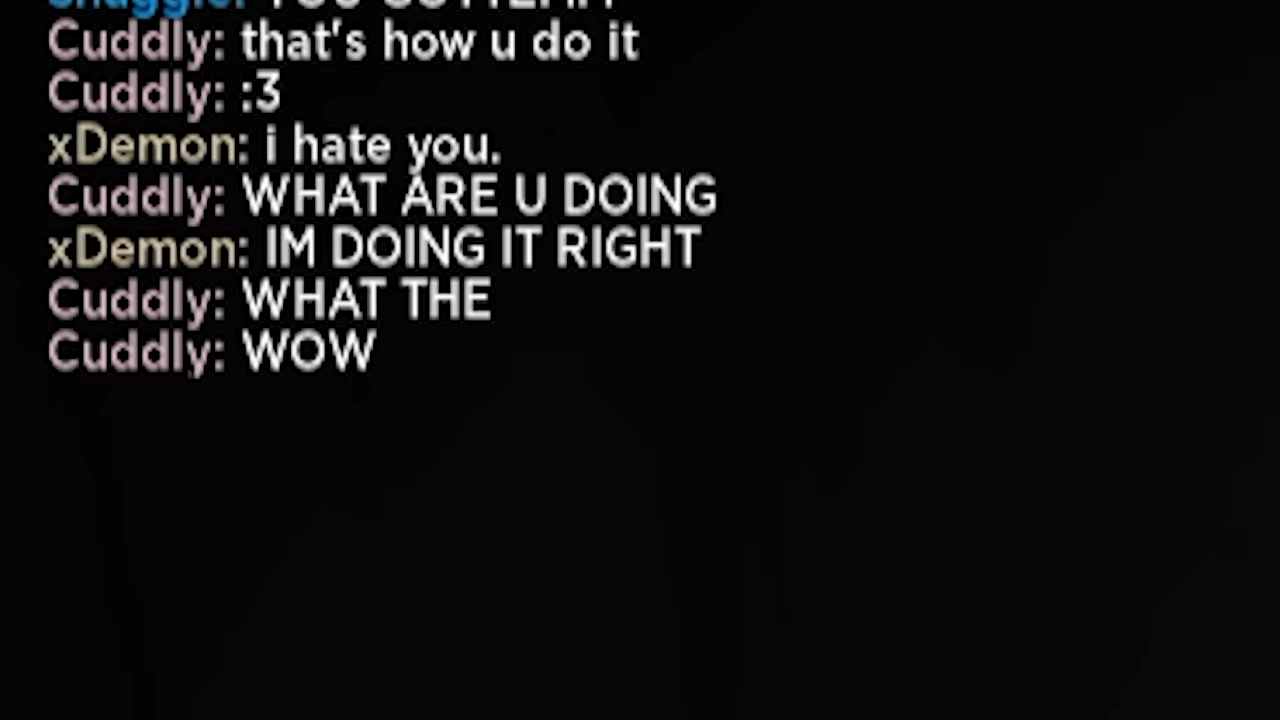 Cuddly: that's how u do it
Cuddly: :3
xDemon: i hate you.
Cuddly: WHAT ARE U DOING
xDemon: IM DOING IT RIGHT
Cuddly: WHAT THE
Cuddly: WOW